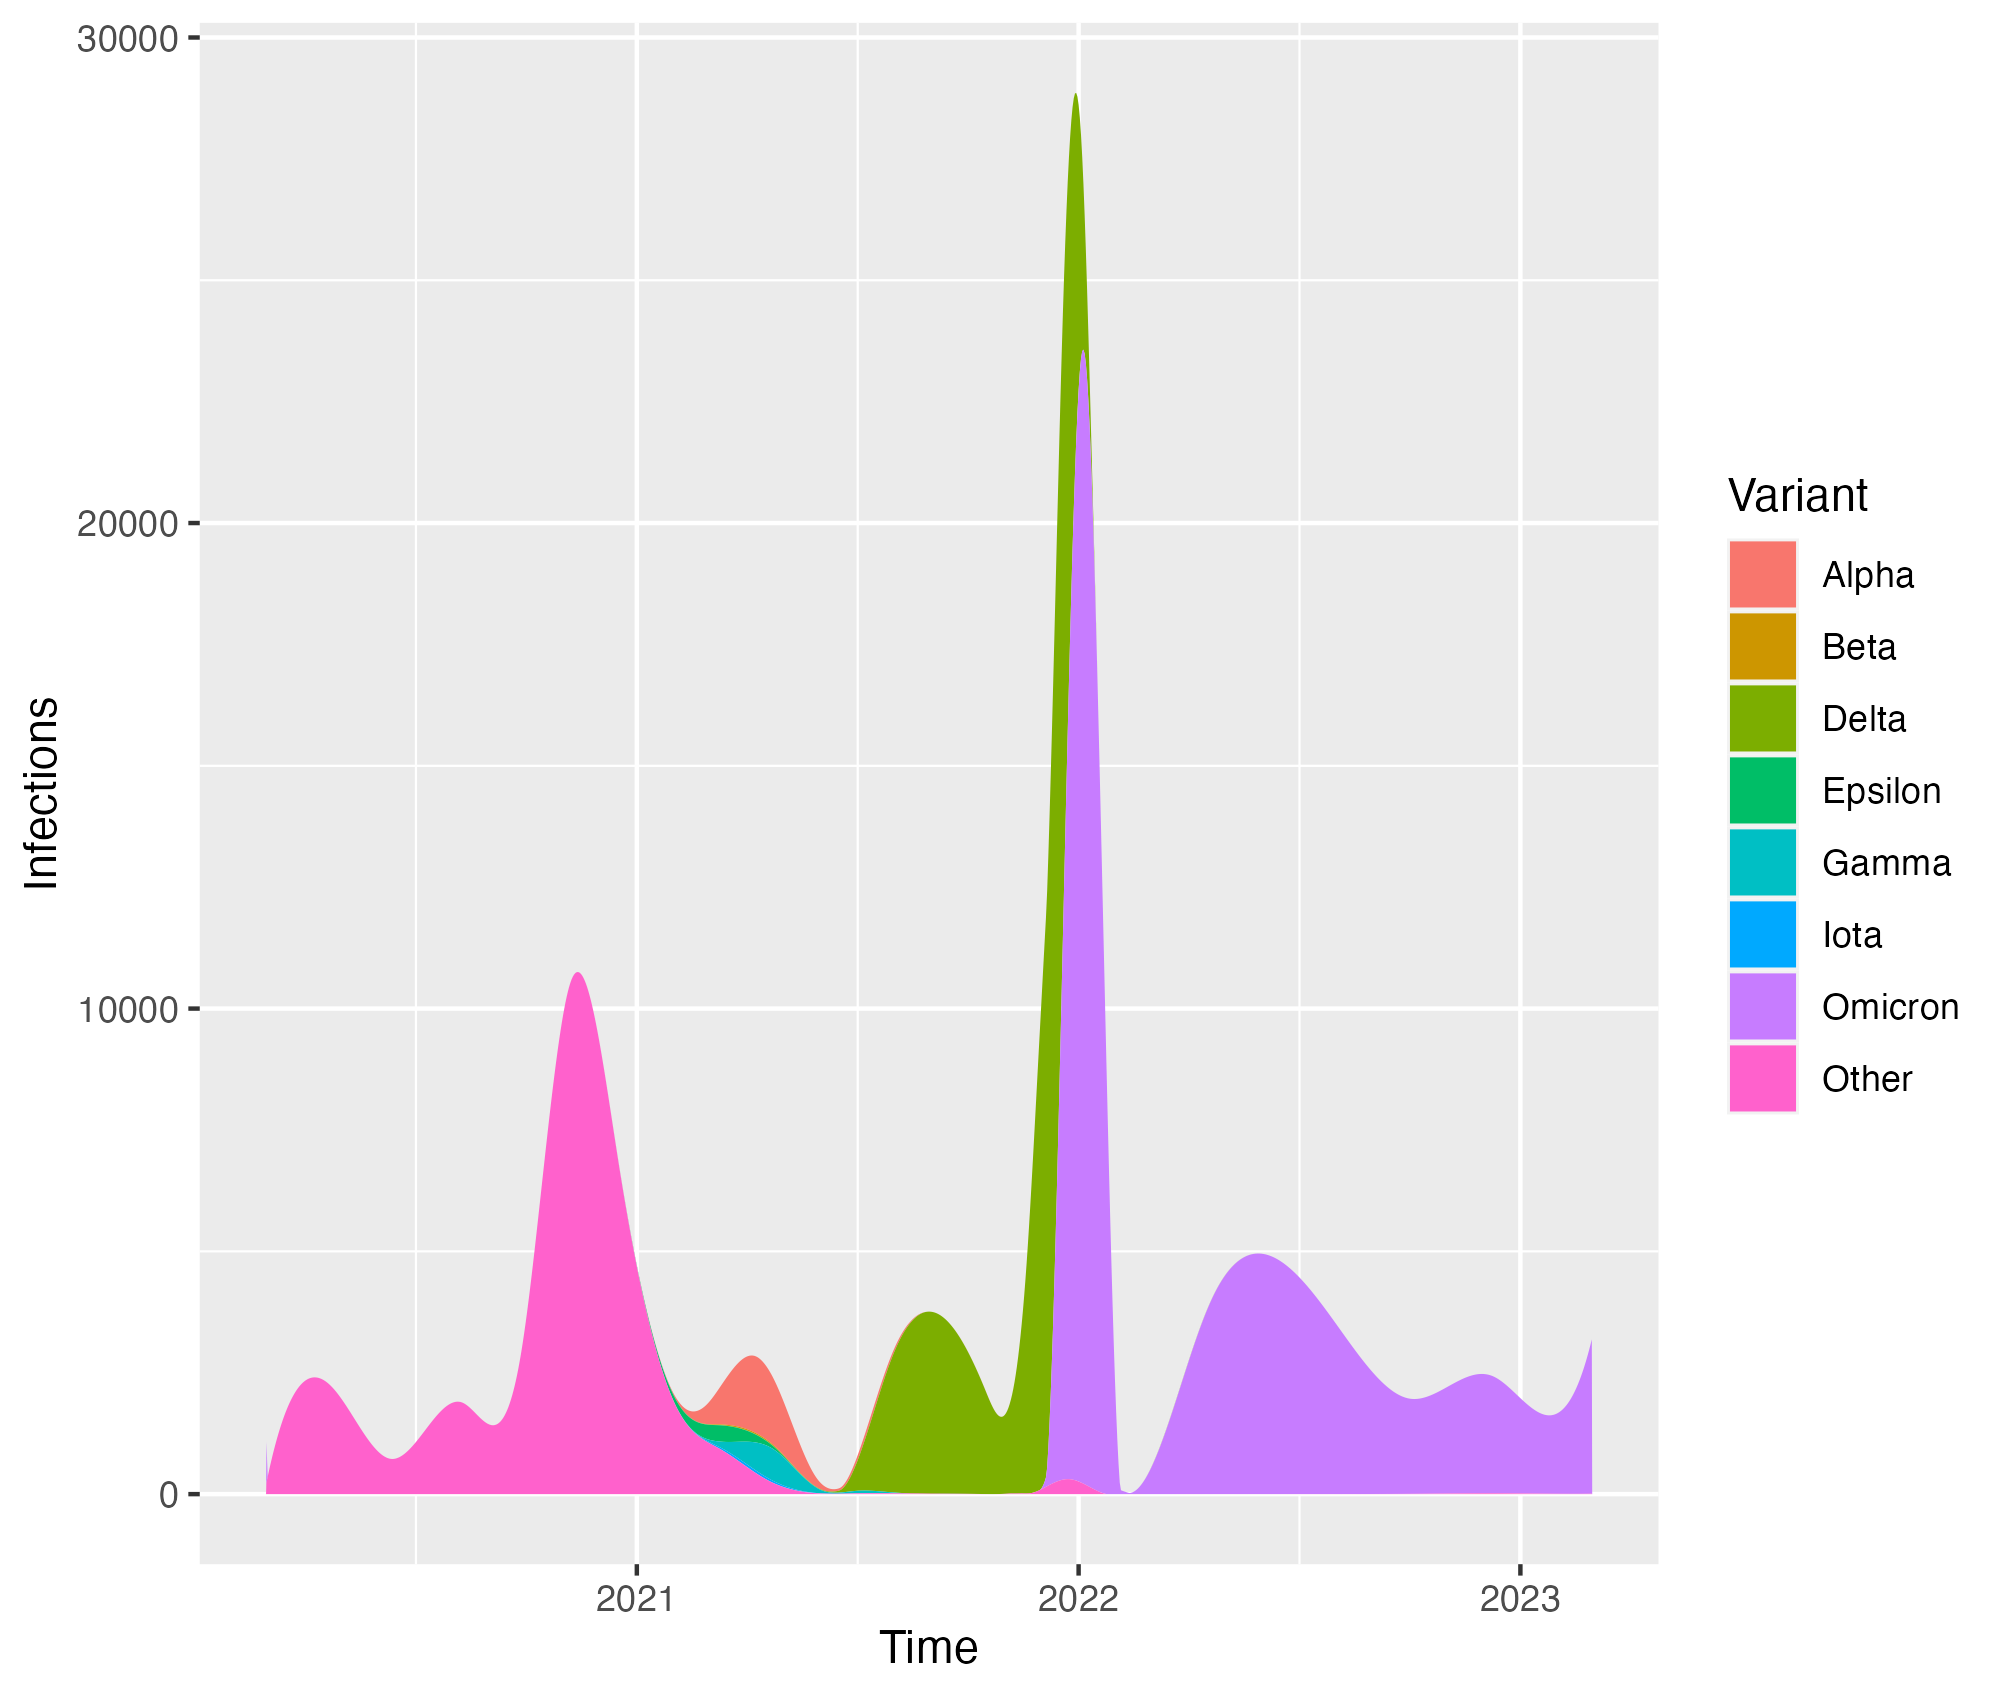 30000
20000
10000
0
Infections
2021
2022
2023
Time
Variant
Alpha
Beta
Delta
Epsilon
Gamma
Iota
Omicron
Other